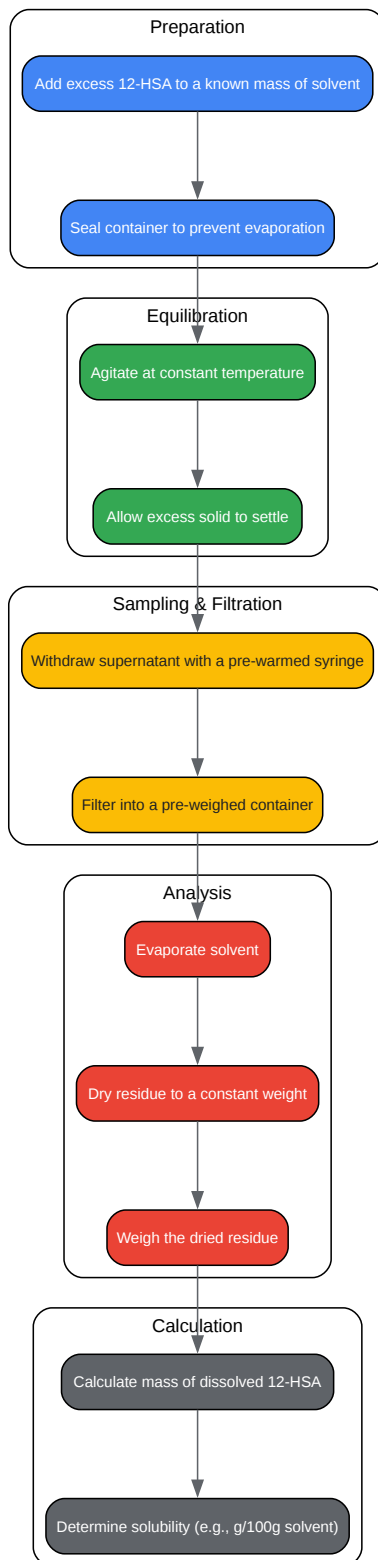 Preparation
Add excess 12-HSA to a known mass of solvent
Seal container to prevent evaporation
Equilibration
Agitate at constant temperature
Allow excess solid to settle
Sampling & Filtration
Withdraw supernatant with a pre-warmed syringe
Filter into a pre-weighed container
Analysis
Evaporate solvent
Dry residue to a constant weight
Weigh the dried residue
Calculation
Calculate mass of dissolved 12-HSA
Determine solubility (e.g., g/100g solvent)